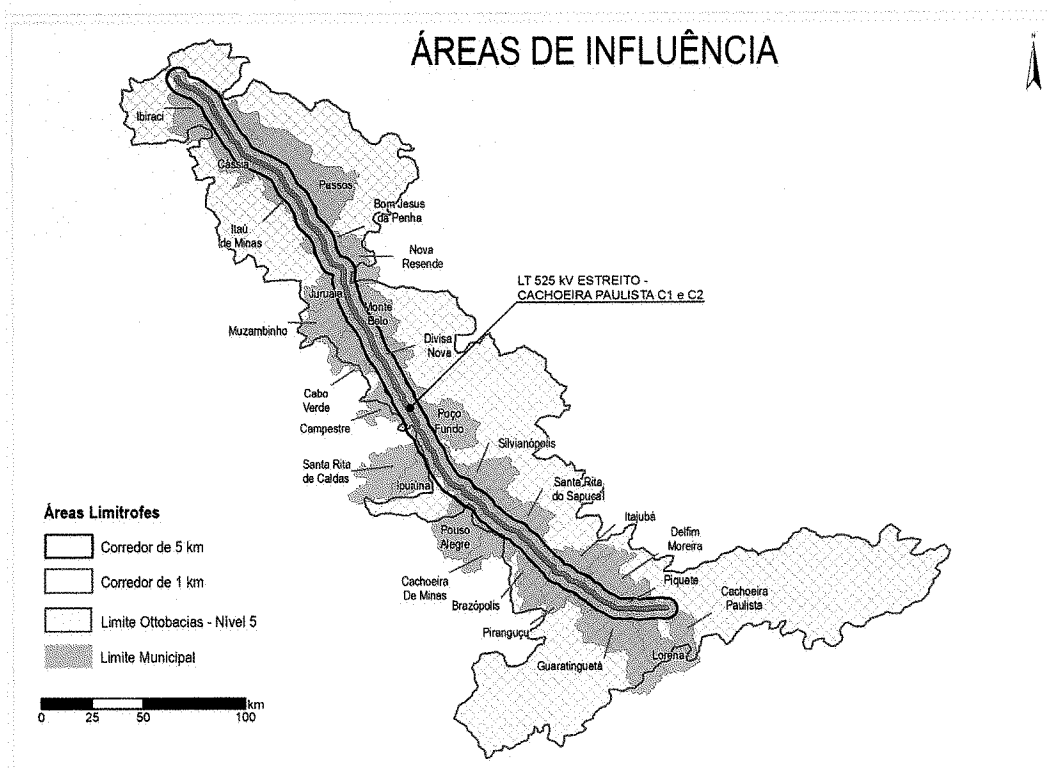 ÁREAS DE INFLUÊNCIA
N
Ibiraci
Cássia
Passos
Bom Jesus
da Penha
Itaú
de Minas
Nova
Resende
LT 525 kV ESTREITO -
CACHOEIRA PAULISTA C1 e C2
Juruaia
Monte
Belo
Muzambinho
Divisa
Nova
Cabo
Verde
Campestre
Poço
Fundo
Silvianópolis
Santa Rita
de Caldas
Ipuiuna
Santa Rita
do Sapucaí
Itajubá
Pouso
Alegre
Delfim
Moreira
Cachoeira
De Minas
Piquete
Brazópolis
Cachoeira
Paulista
Piranguçu
Guaratinguetá
Lorena
Áreas Limitrofes
Corredor de 5 km
Corredor de 1 km
Limite Ottobacias - Nível 5
Limite Municipal
km
0 25 50 100